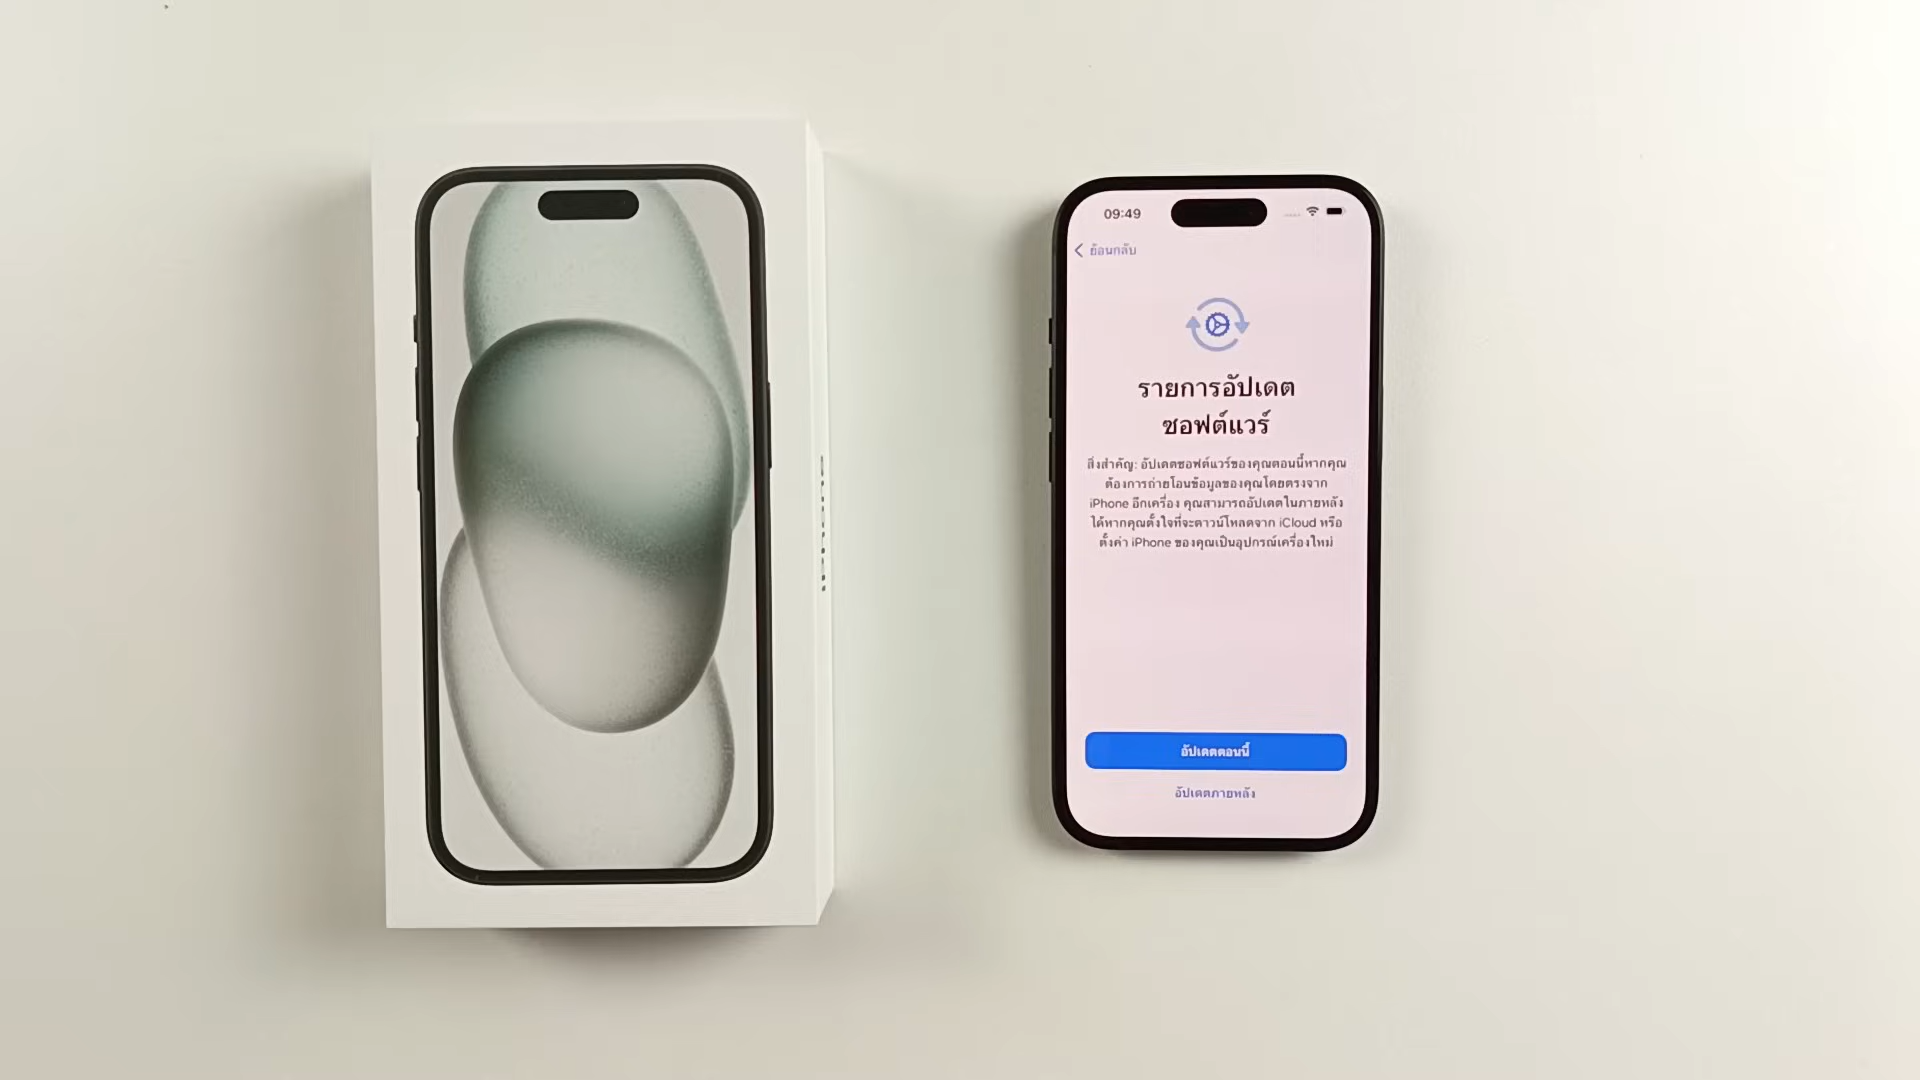 09:49
ย้อนกลับ
รายการอัปเดต
ซอฟต์แวร์
สิ่งสำคัญ: อัปเดตซอฟต์แวร์ของคุณตอนนี้หากคุณ
ต้องการถ่ายโอนข้อมูลของคุณโดยตรงจาก
iPhone อีกเครื่อง คุณสามารถอัปเดตในภายหลัง
ได้หากคุณตั้งใจที่จะดาวน์โหลดจาก iCloud หรือ
ตั้งค่า iPhone ของคุณเป็นอุปกรณ์เครื่องใหม่
อัปเดตตอนนี้
อัปเดตภายหลัง